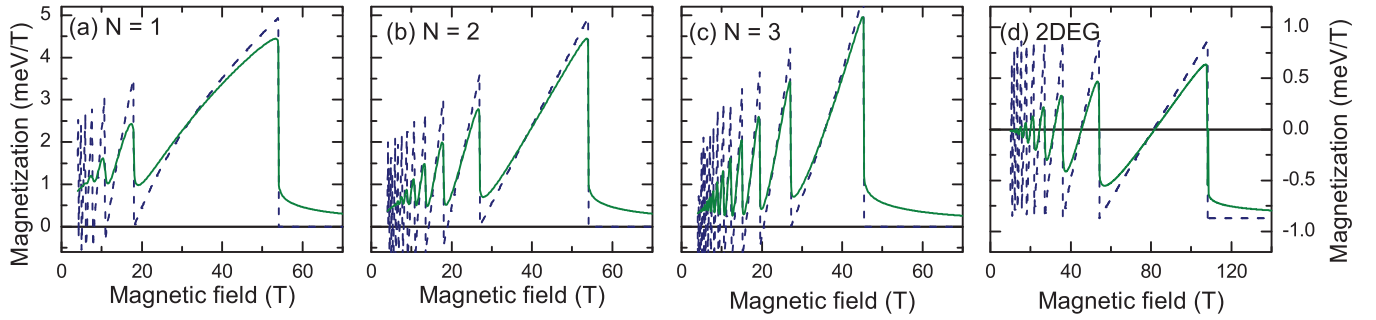 (a) N = 1
(b) N = 2
(c) N = 3
(d) 2DEG
Magnetization (meV/T)
5
4
3
2
1
0
1.0
0.5
0.0
-0.5
-1.0
Magnetization (meV/T)
0 20 40 60
0 20 40 60
0 20 40 60
0 40 80 120
Magnetic field (T)
Magnetic field (T)
Magnetic field (T)
Magnetic field (T)